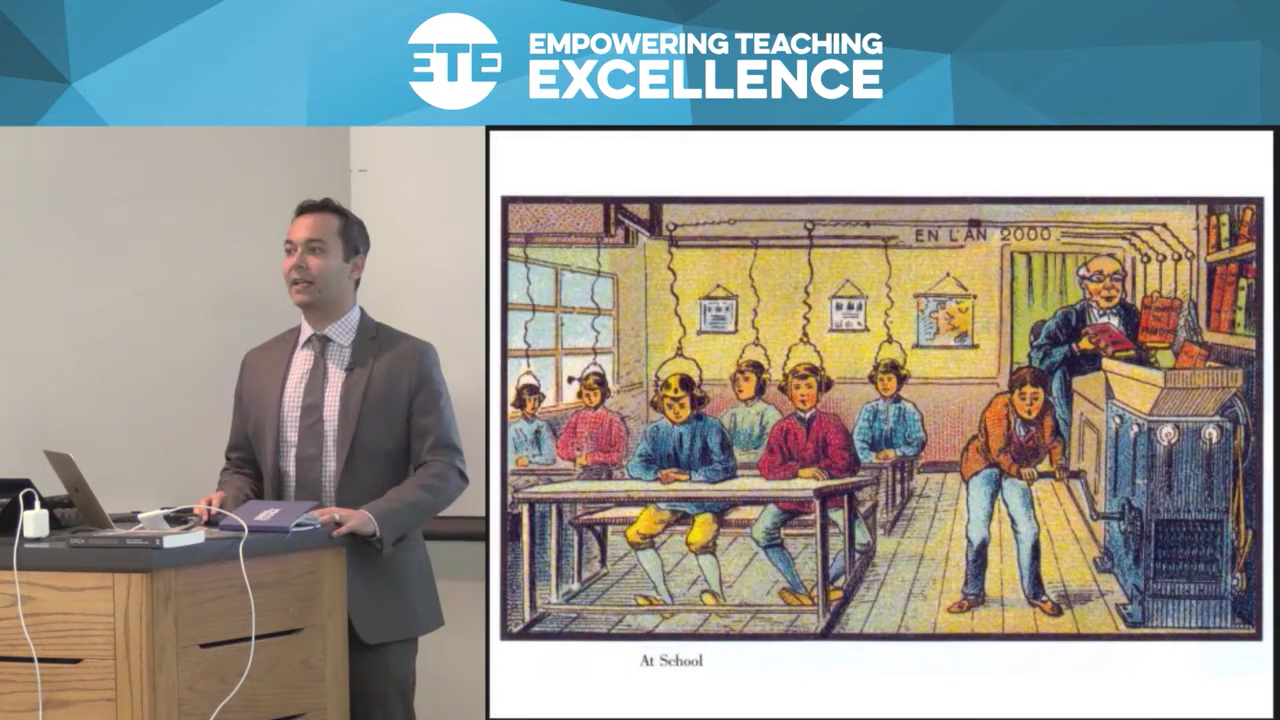 ETE
EMPOWERING TEACHING
EXCELLENCE
EN L'AN 2000
At School